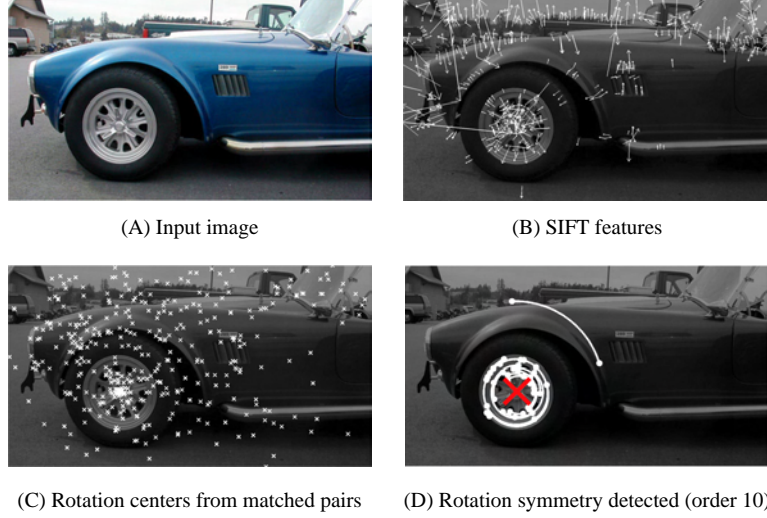 (A) Input image
(B) SIFT features
(C) Rotation centers from matched pairs
(D) Rotation symmetry detected (order 10)